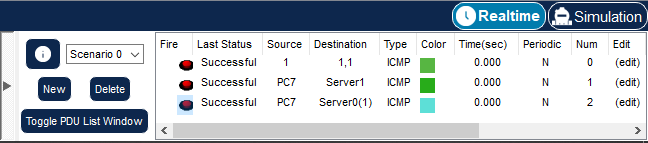 Realtime Simulation
Scenario 0
New Delete
Toggle PDU List Window
Fire Last Status Source Destination Type Color Time(sec) Periodic Num Edit
Successful 1 1,1 ICMP 0.000 N 0 (edit)
Successful PC7 Server1 ICMP 0.000 N 1 (edit)
Successful PC7 Server0(1) ICMP 0.000 N 2 (edit)